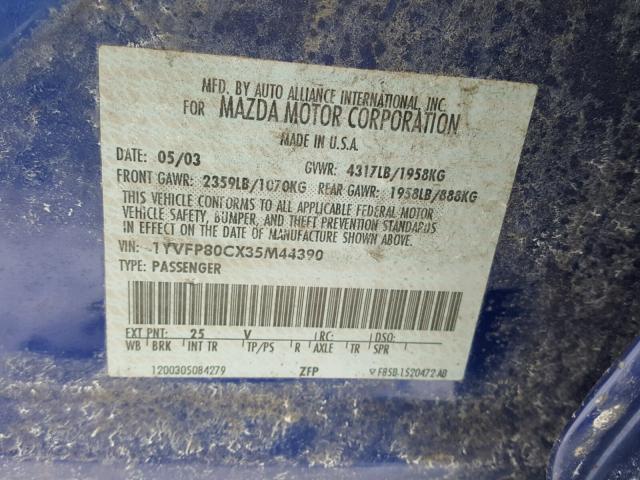 MFD. BY AUTO ALLIANCE INTERNATIONAL, INC.
FOR MAZDA MOTOR CORPORATION
MADE IN U.S.A.
DATE: 05/03 GVWR: 4317LB/1958KG
FRONT GAWR: 2359LB/1070KG REAR GAWR: 1958LB/888KG
THIS VEHICLE CONFORMS TO ALL APPLICABLE FEDERAL MOTOR
VEHICLE SAFETY, BUMPER, AND THEFT PREVENTION STANDARDS
IN EFFECT ON THE DATE OF MANUFACTURE SHOWN ABOVE.
VIN: 1YVFP80CX35M44390
TYPE: PASSENGER
EXT PNT: 25 V RC: DSO:
WB BRK INT TR TP/PS R AXLE TR SPR
1200305084279 ZFP F85B-1520472-AB